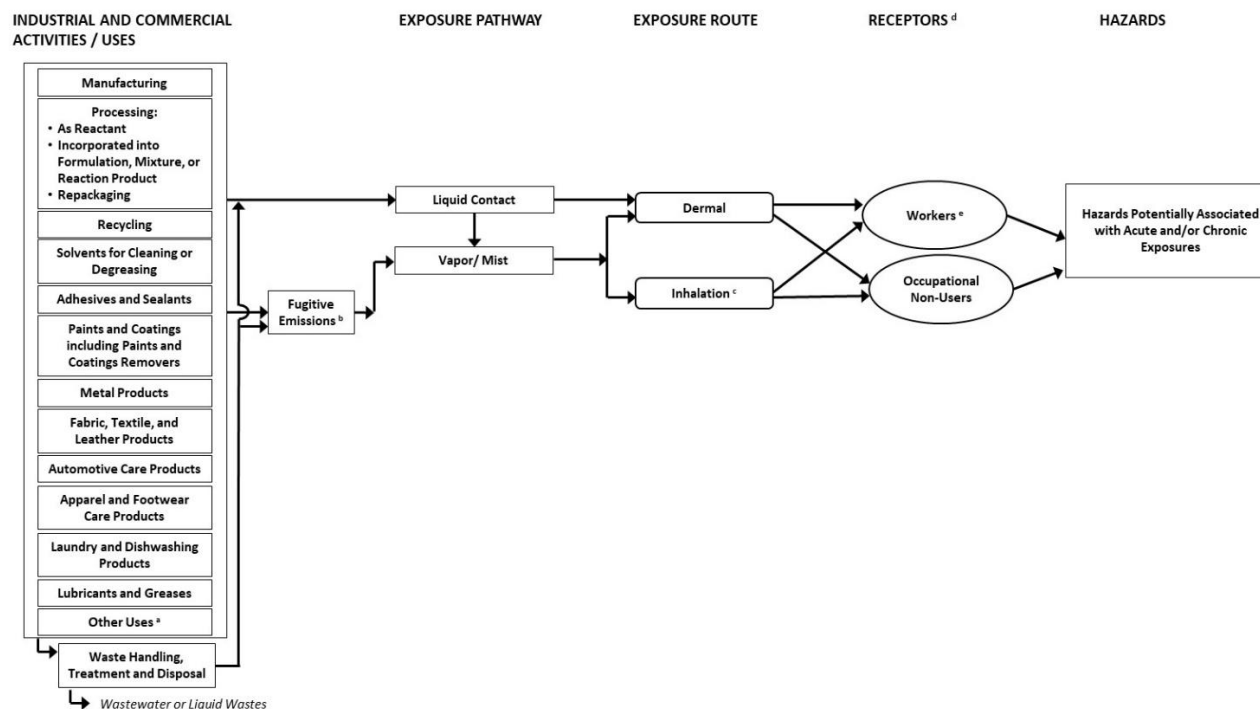 INDUSTRIAL AND COMMERCIAL
ACTIVITIES / USES
EXPOSURE PATHWAY
EXPOSURE ROUTE
RECEPTORS d
HAZARDS
Manufacturing
Processing:
• As Reactant
• Incorporated into
Formulation, Mixture, or
Reaction Product
• Repackaging
Recycling
Solvents for Cleaning or
Degreasing
Adhesives and Sealants
Paints and Coatings
including Paints and
Coatings Removers
Metal Products
Fabric, Textile, and
Leather Products
Automotive Care Products
Apparel and Footwear
Care Products
Laundry and Dishwashing
Products
Lubricants and Greases
Other Uses a
Waste Handling,
Treatment and Disposal
Wastewater or Liquid Wastes
Fugitive
Emissions b
Liquid Contact
Vapor/ Mist
Dermal
Inhalation c
Workers e
Occupational
Non-Users
Hazards Potentially Associated
with Acute and/or Chronic
Exposures